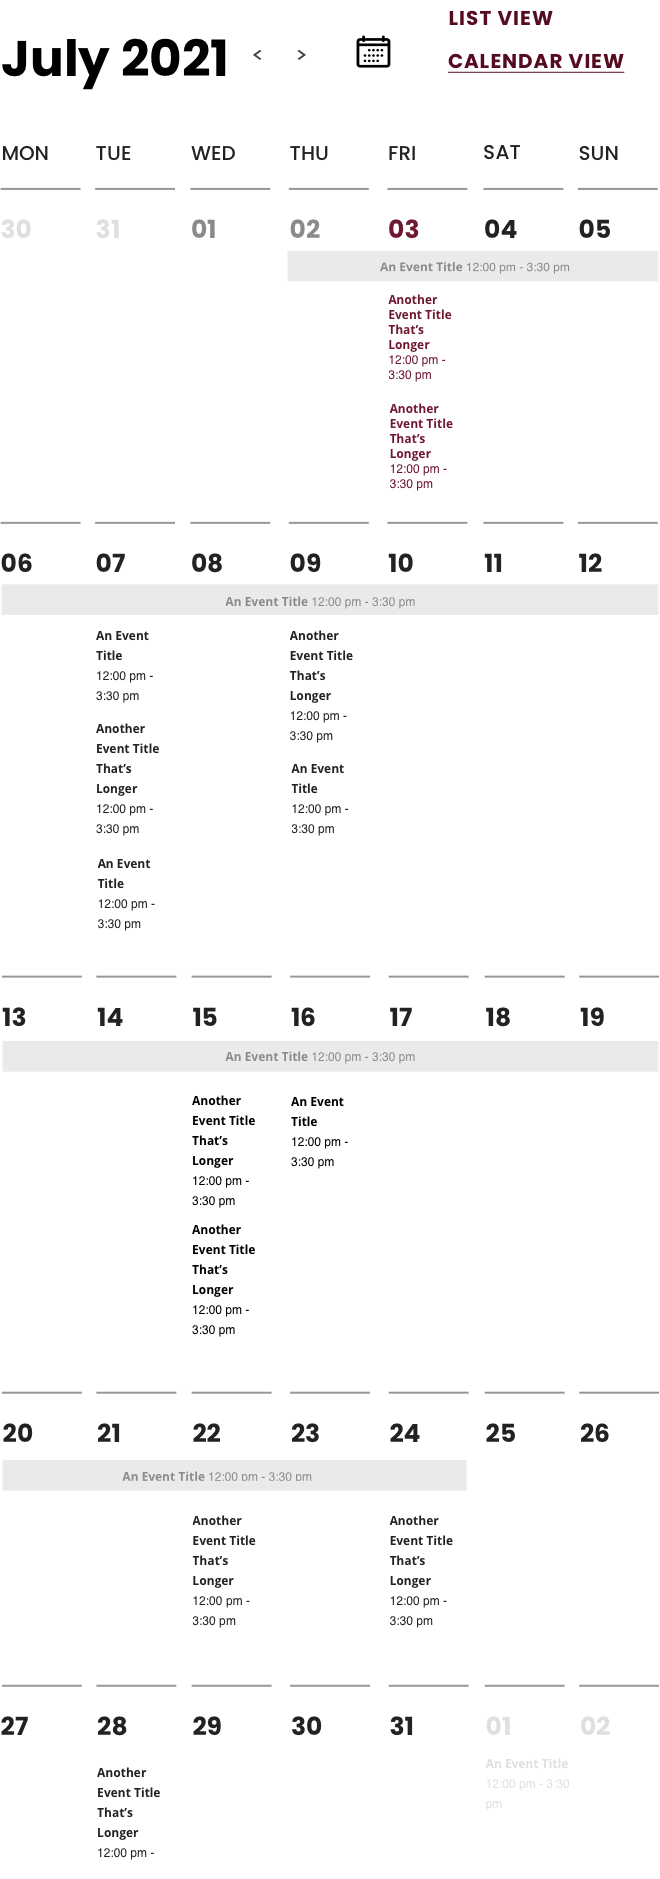 LIST VIEW
July 2021 < >
CALENDAR VIEW
MON TUE WED THU FRI SAT SUN
30 31 01 02 03 04 05
An Event Title 12:00 pm - 3:30 pm
Another
Event Title
That's
Longer
12:00 pm -
3:30 pm
Another
Event Title
That's
Longer
12:00 pm -
3:30 pm
06 07 08 09 10 11 12
An Event Title 12:00 pm - 3:30 pm
An Event
Title
12:00 pm -
3:30 pm
Another
Event Title
That's
Longer
12:00 pm -
3:30 pm
An Event
Title
12:00 pm -
3:30 pm
Another
Event Title
That's
Longer
12:00 pm -
3:30 pm
An Event
Title
12:00 pm -
3:30 pm
13 14 15 16 17 18 19
An Event Title 12:00 pm - 3:30 pm
Another
Event Title
That's
Longer
12:00 pm -
3:30 pm
Another
Event Title
That's
Longer
12:00 pm -
3:30 pm
An Event
Title
12:00 pm -
3:30 pm
20 21 22 23 24 25 26
An Event Title 12:00 pm - 3:30 pm
Another
Event Title
That's
Longer
12:00 pm -
3:30 pm
Another
Event Title
That's
Longer
12:00 pm -
3:30 pm
27 28 29 30 31 01 02
Another
Event Title
That's
Longer
12:00 pm -
An Event Title
12:00 pm - 3:30
pm